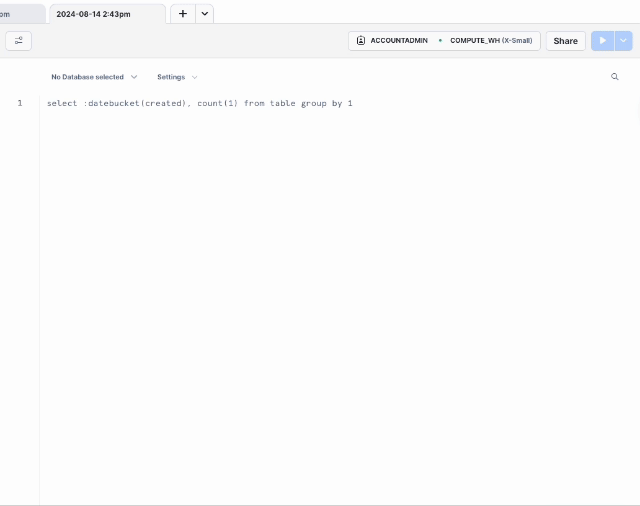 pm
2024-08-14 2:43pm
ACCOUNTADMIN • COMPUTE_WH (X-Small)
Share
No Database selected
Settings
1 select :datebucket(created), count(1) from table group by 1